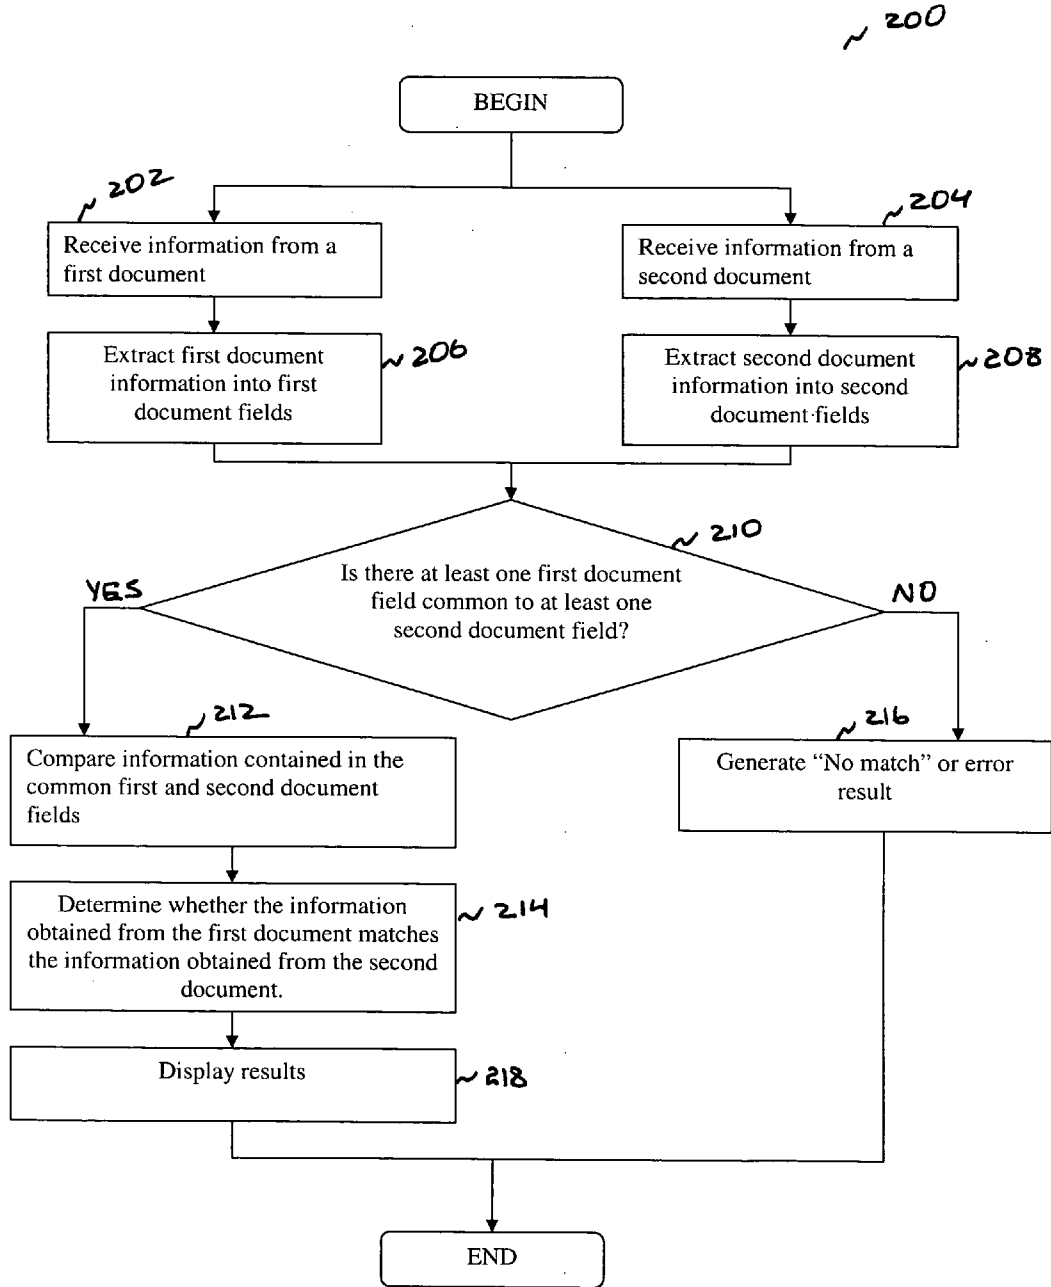 200
BEGIN
202
204
Receive information from a
first document
Receive information from a
second document
206
Extract first document
information into first
document fields
208
Extract second document
information into second
document fields
210
Is there at least one first document
field common to at least one
second document field?
YES
NO
212
216
Compare information contained in the
common first and second document
fields
Generate “No match” or error
result
214
Determine whether the information
obtained from the first document matches
the information obtained from the second
document.
Display results
218
END